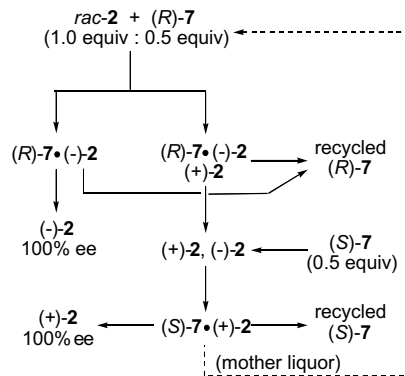 rac-2 + (R)-7
(1.0 equiv : 0.5 equiv)
(R)-7•(-)-2
(R)-7•(-)-2
(+)-2
recycled
(R)-7
(-)-2
100% ee
(+)-2, (-)-2
(S)-7
(0.5 equiv)
(+)-2
100% ee
(S)-7•(+)-2
recycled
(S)-7
(mother liquor)